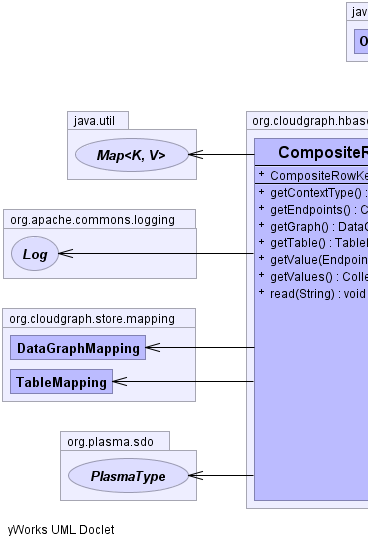 java
O
java.util
Map<K, V>
org.apache.commons.logging
Log
org.cloudgraph.store.mapping
DataGraphMapping
TableMapping
org.plasma.sdo
PlasmaType
org.cloudgraph.hbase
CompositeR
+ CompositeRowKe
+ getContextType() :
+ getEndpoints() : C
+ getGraph() : DataG
+ getTable() : Table
+ getValue(Endpoin
+ getValues() : Colle
+ read(String) : void
yWorks UML Doclet